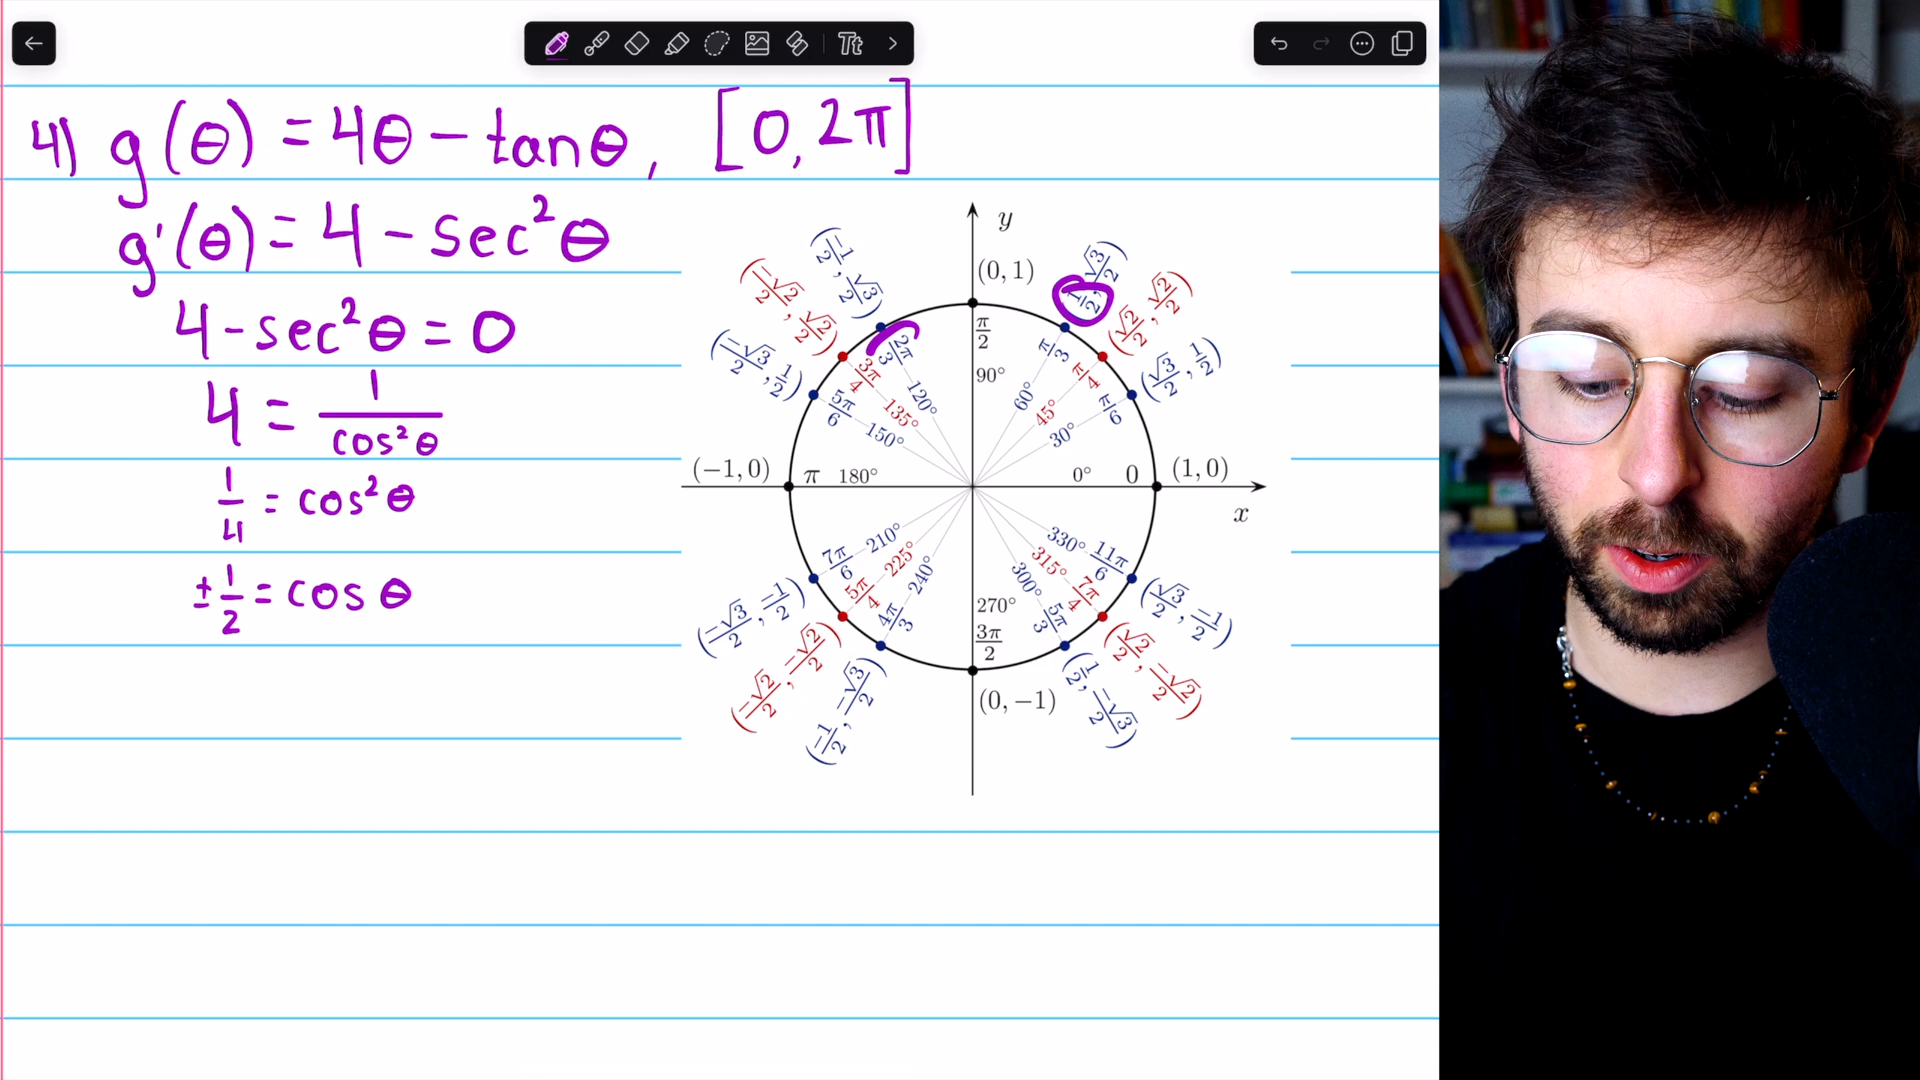 Tt
4) g(θ) = 4θ − tanθ, [0, 2π]
g'(θ) = 4 − sec²θ
4 − sec²θ = 0
4 = 1/cos²θ
1/4 = cos²θ
± 1/2 = cos θ
y
(0, 1)
(−1/2, √3/2)
(−√2/2, √2/2)
(−√3/2, 1/2)
(1/2, √3/2)
(√2/2, √2/2)
(√3/2, 1/2)
π/2
90°
2π/3 120°
3π/4 135°
5π/6 150°
π/3 60°
π/4 45°
π/6 30°
(−1, 0) π 180°
0° 0 (1, 0)
x
7π/6 210°
5π/4 225°
4π/3 240°
330° 11π/6
315° 7π/4
300° 5π/3
270°
3π/2
(−√3/2, −1/2)
(−√2/2, −√2/2)
(−1/2, −√3/2)
(√3/2, −1/2)
(√2/2, −√2/2)
(1/2, −√3/2)
(0, −1)